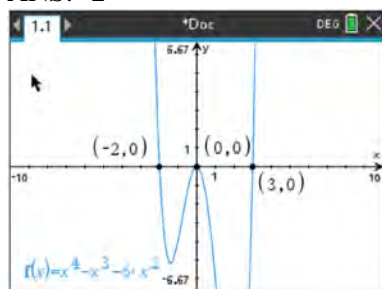 1.1
*Doc
DEG
6.67
y
(-2,0)
(0,0)
1
x
-10
1
(3,0)
f(x)=x⁴-x³-6·x²
-6.67